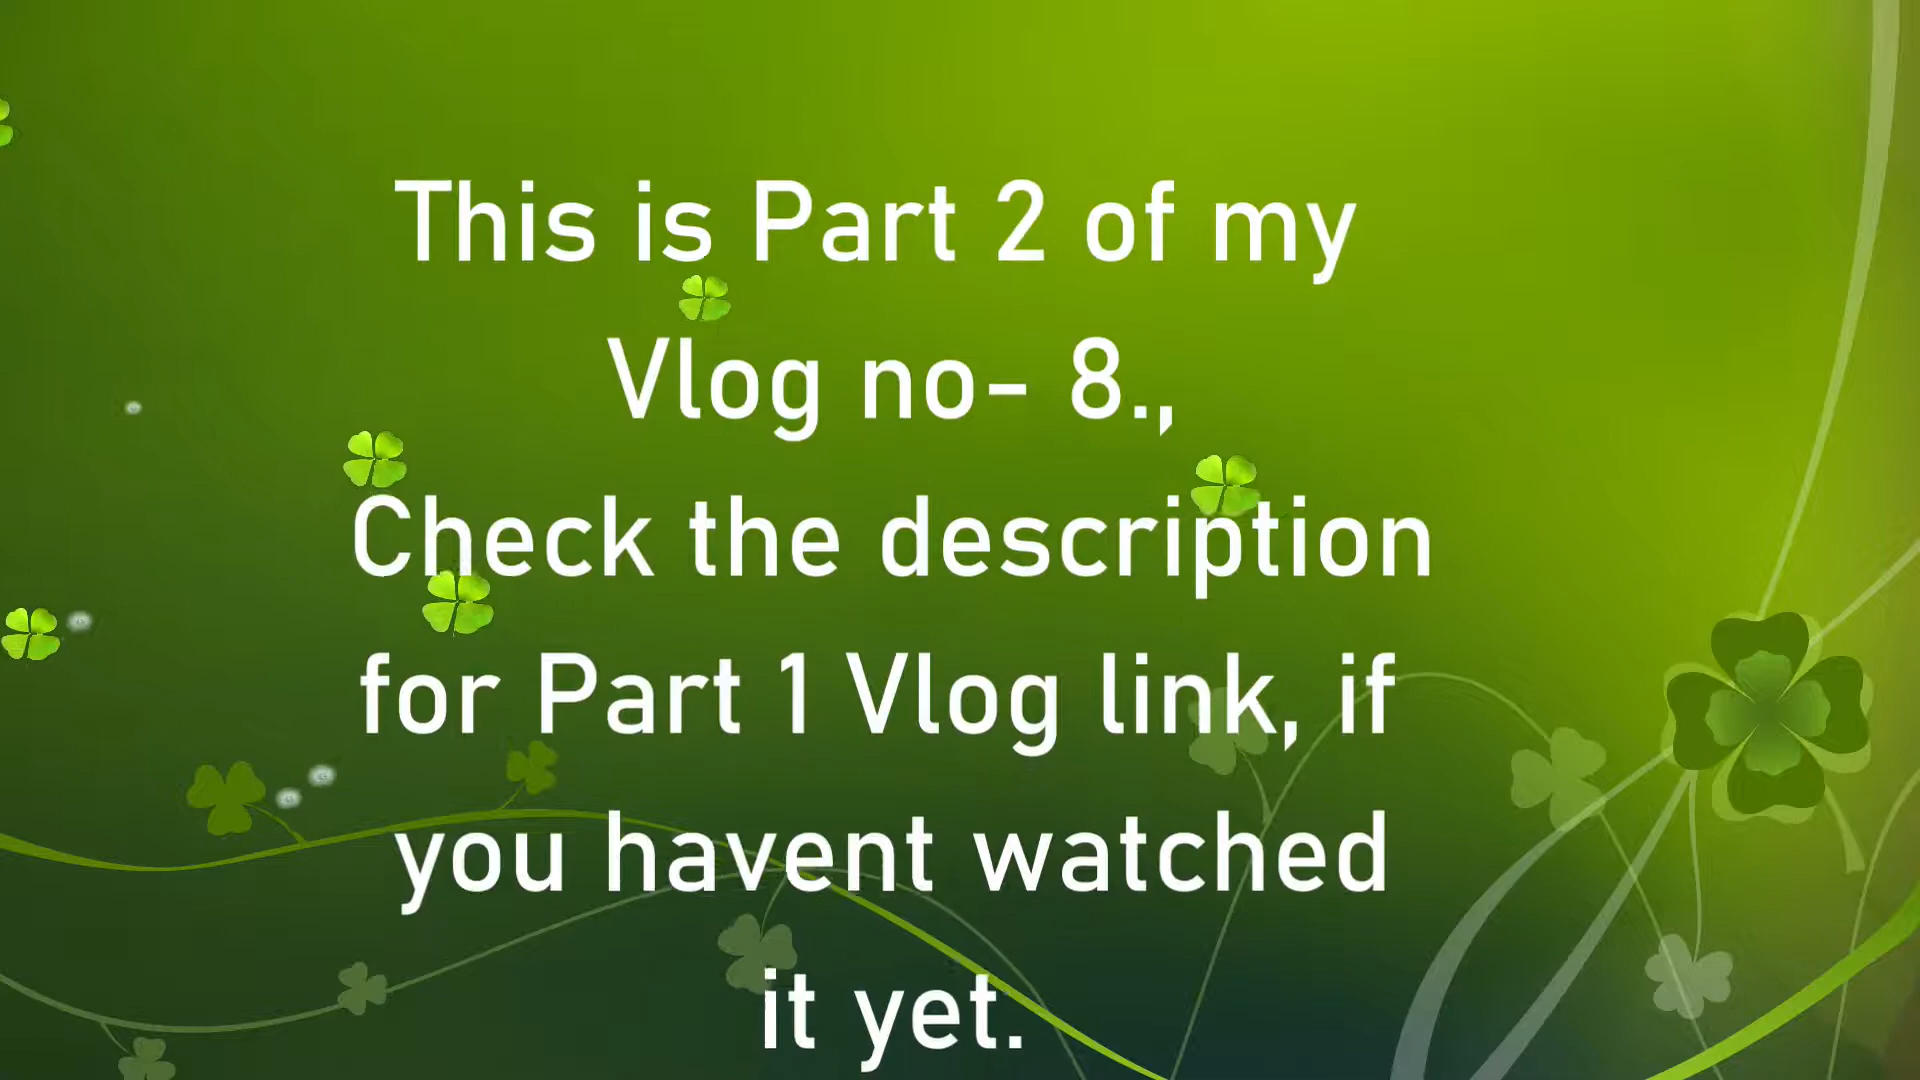 This is Part 2 of my
Vlog no- 8.,
Check the description
for Part 1 Vlog link, if
you havent watched
it yet.